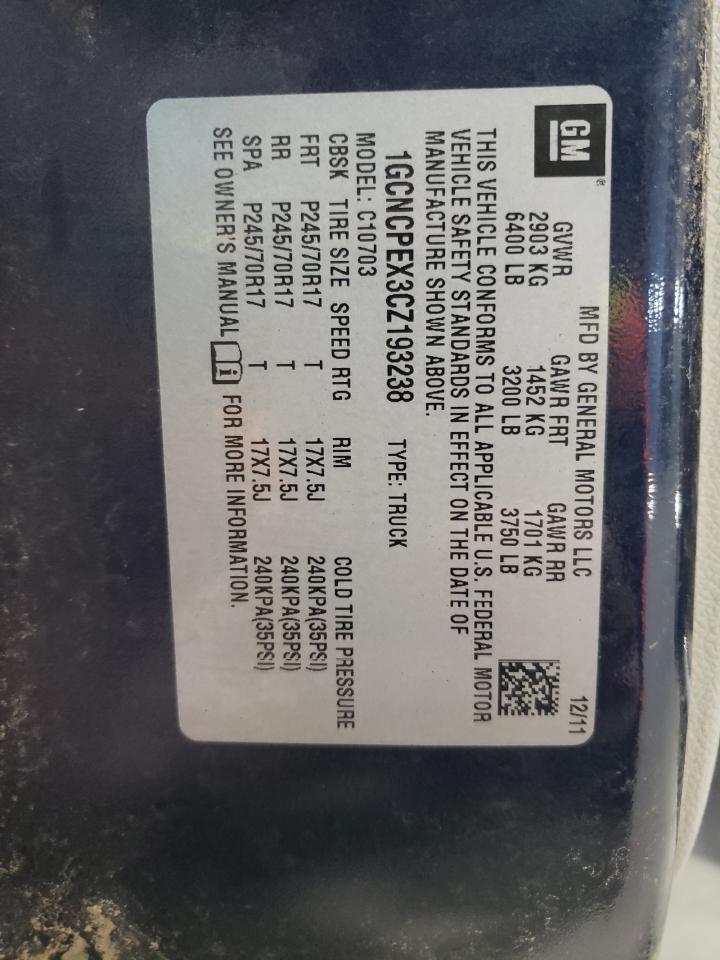 GM®
MFD BY GENERAL MOTORS LLC 12/11
GVWR GAWR FRT GAWR RR
2903 KG 1452 KG 1701 KG
6400 LB 3200 LB 3750 LB
THIS VEHICLE CONFORMS TO ALL APPLICABLE U.S. FEDERAL MOTOR
VEHICLE SAFETY STANDARDS IN EFFECT ON THE DATE OF
MANUFACTURE SHOWN ABOVE.
1GCNCPEX3CZ193238 TYPE: TRUCK
MODEL: C10703
CBSK TIRE SIZE SPEED RTG RIM COLD TIRE PRESSURE
FRT P245/70R17 T 17X7.5J 240KPA(35PSI)
RR P245/70R17 T 17X7.5J 240KPA(35PSI)
SPA P245/70R17 T 17X7.5J 240KPA(35PSI)
SEE OWNER'S MANUAL i FOR MORE INFORMATION.